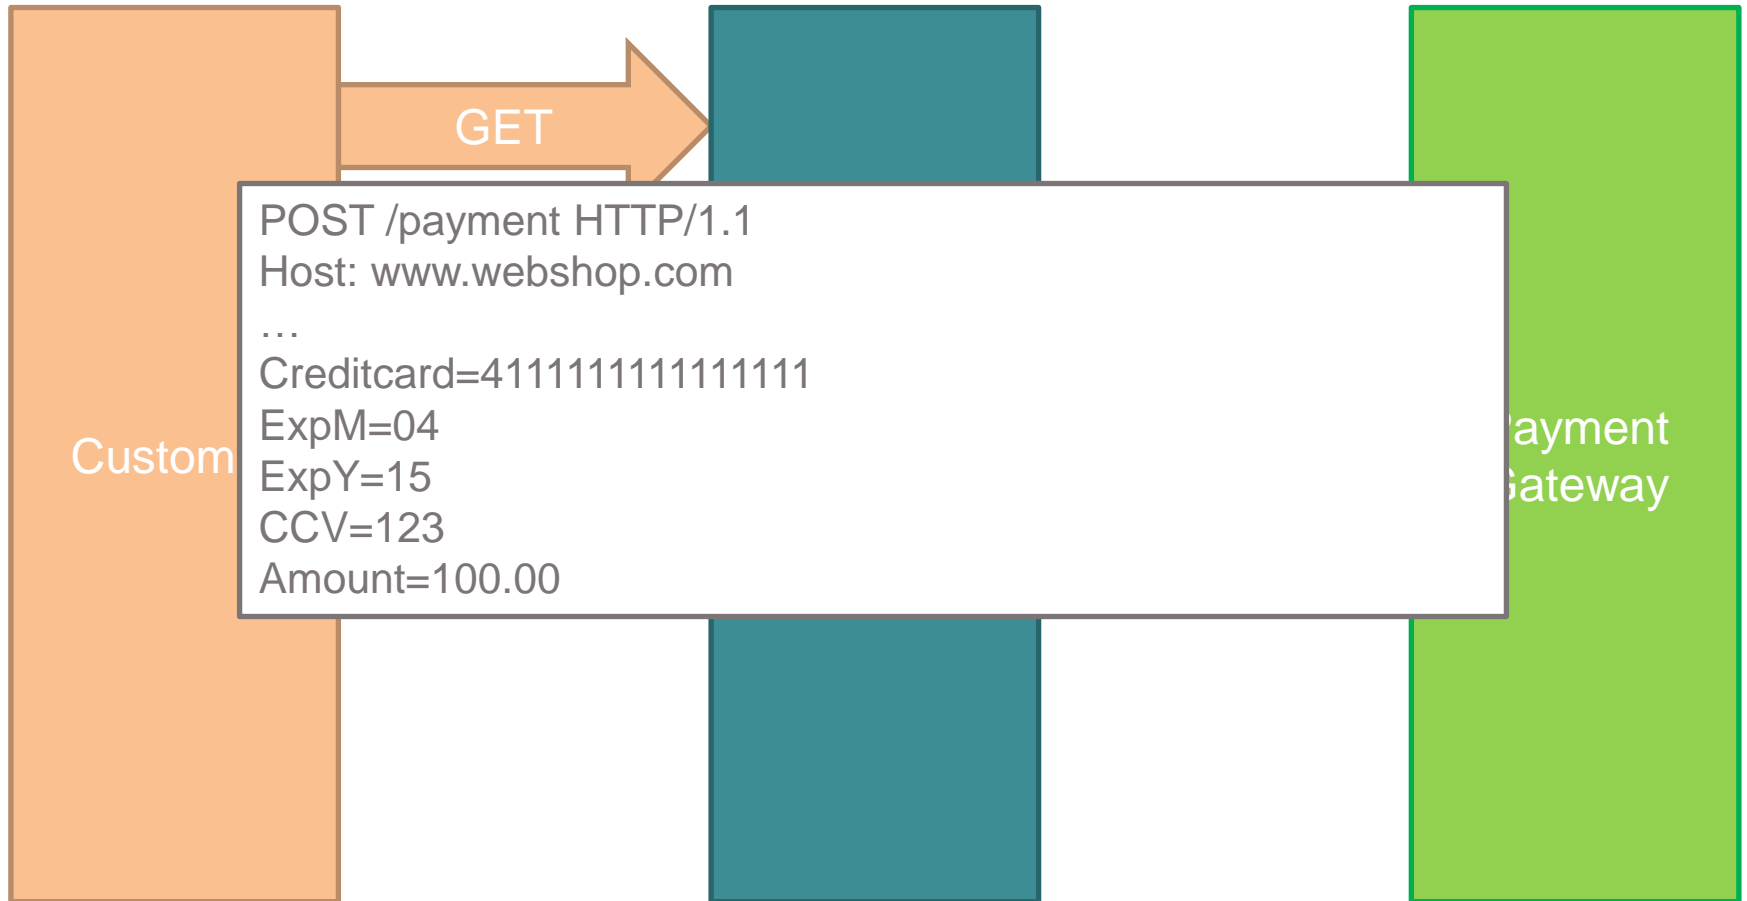 GET
POST /payment HTTP/1.1
Host: www.webshop.com
…
Creditcard=4111111111111111
ExpM=04
ExpY=15
CCV=123
Amount=100.00
Custom
ayment
ateway